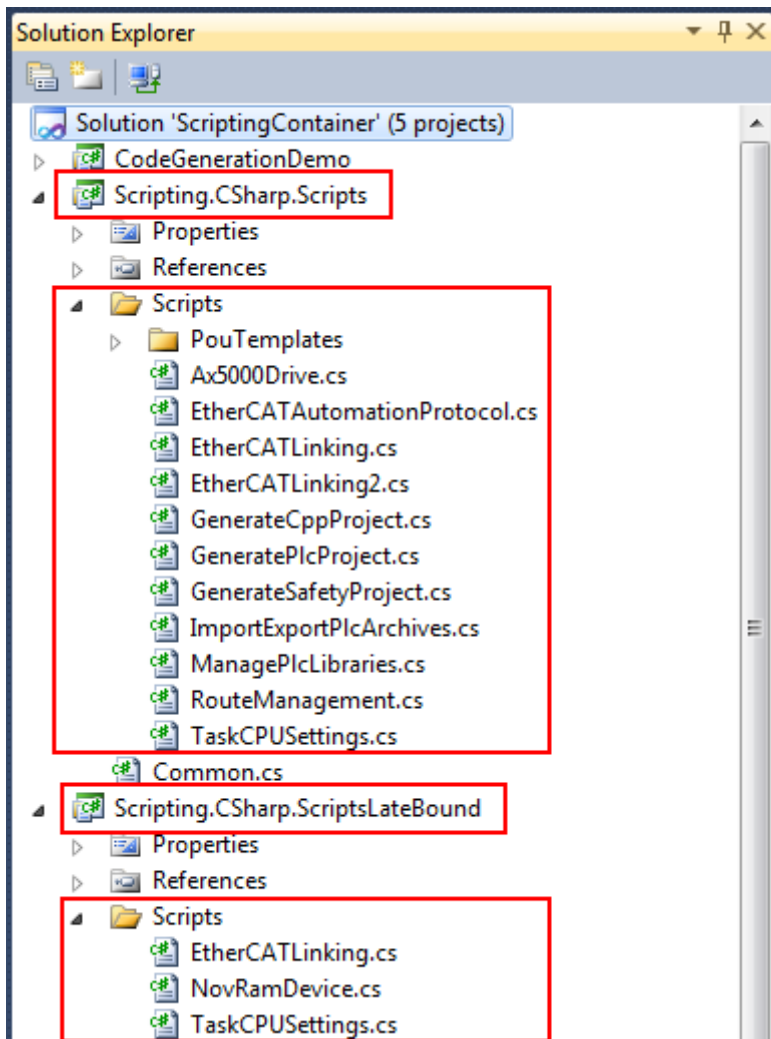 Solution Explorer
Solution 'ScriptingContainer' (5 projects)
CodeGenerationDemo
Scripting.CSharp.Scripts
Properties
References
Scripts
PouTemplates
Ax5000Drive.cs
EtherCATAutomationProtocol.cs
EtherCATLinking.cs
EtherCATLinking2.cs
GenerateCppProject.cs
GeneratePlcProject.cs
GenerateSafetyProject.cs
ImportExportPlcArchives.cs
ManagePlcLibraries.cs
RouteManagement.cs
TaskCPUSettings.cs
Common.cs
Scripting.CSharp.ScriptsLateBound
Properties
References
Scripts
EtherCATLinking.cs
NovRamDevice.cs
TaskCPUSettings.cs